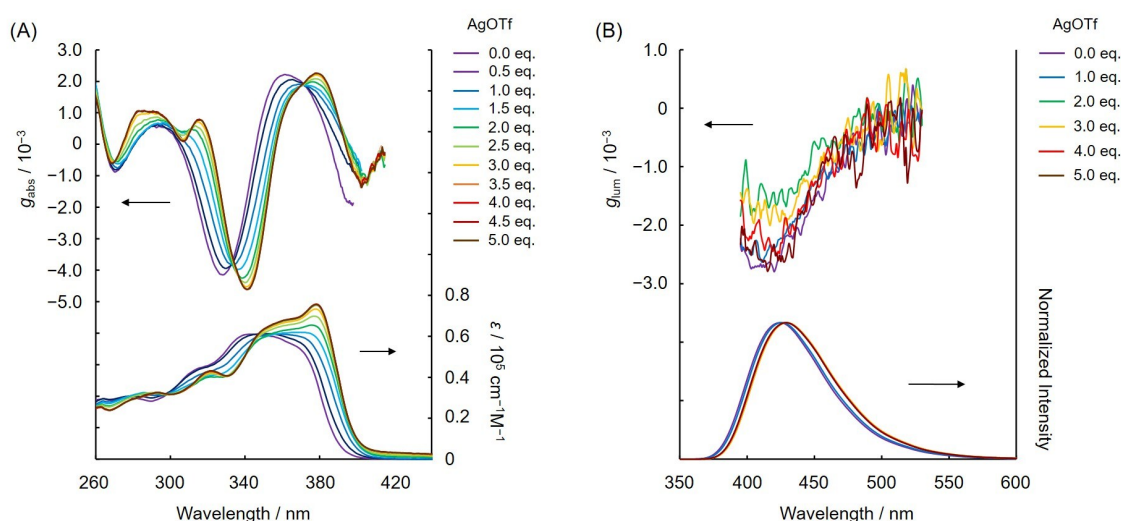 (A)
AgOTf
0.0 eq.
0.5 eq.
1.0 eq.
1.5 eq.
2.0 eq.
2.5 eq.
3.0 eq.
3.5 eq.
4.0 eq.
4.5 eq.
5.0 eq.
3.0
2.0
1.0
0
−1.0
−2.0
−3.0
−4.0
−5.0
gabs / 10−3
0.8
0.6
0.4
0.2
0
ε / 10⁵ cm−1M−1
260
300
340
380
420
Wavelength / nm
(B)
AgOTf
0.0 eq.
1.0 eq.
2.0 eq.
3.0 eq.
4.0 eq.
5.0 eq.
1.0
0
−1.0
−2.0
−3.0
glum / 10−3
Normalized Intensity
350
400
450
500
550
600
Wavelength / nm